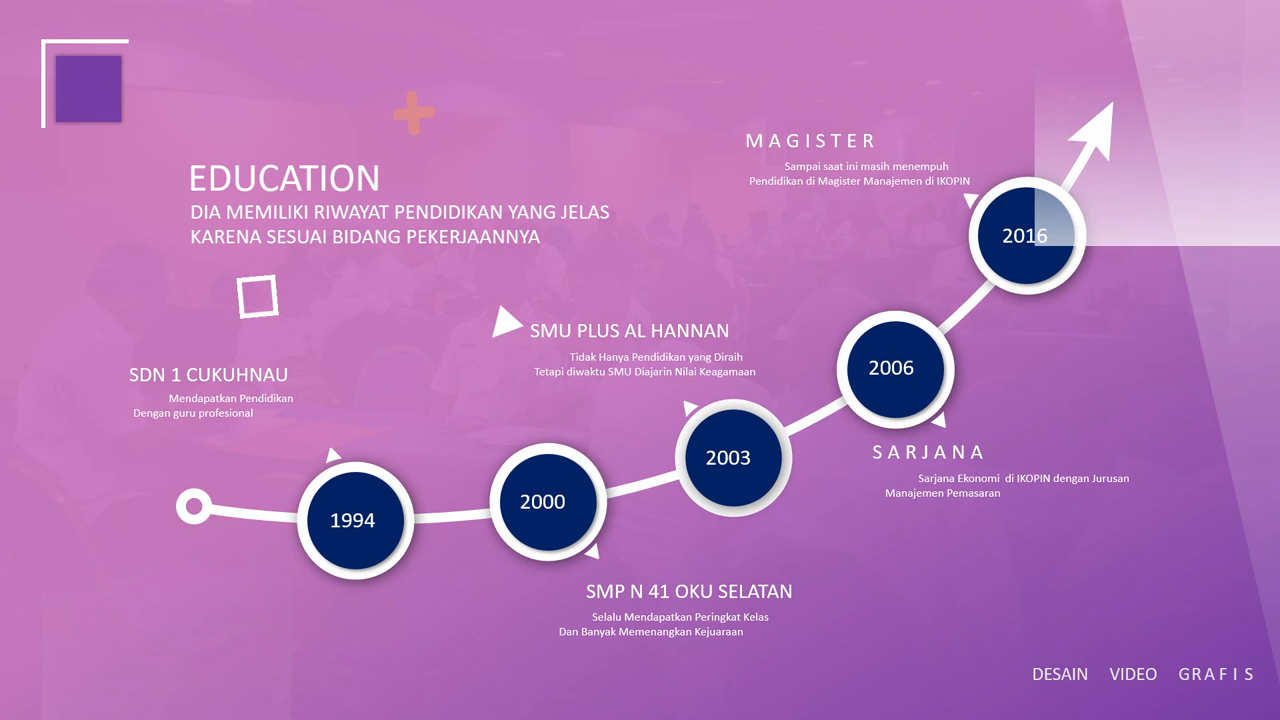 EDUCATION
DIA MEMILIKI RIWAYAT PENDIDIKAN YANG JELAS
KARENA SESUAI BIDANG PEKERJAANNYA
SDN 1 CUKUHNAU
Mendapatkan Pendidikan
Dengan guru profesional
1994
2000
SMP N 41 OKU SELATAN
Selalu Mendapatkan Peringkat Kelas
Dan Banyak Memenangkan Kejuaraan
SMU PLUS AL HANNAN
Tidak Hanya Pendidikan yang Diraih
Tetapi diwaktu SMU Diajarin Nilai Keagamaan
2003
2006
SARJANA
Sarjana Ekonomi di IKOPIN dengan Jurusan
Manajemen Pemasaran
MAGISTER
Sampai saat ini masih menempuh
Pendidikan di Magister Manajemen di IKOPIN
2016
DESAIN VIDEO GRAFIS